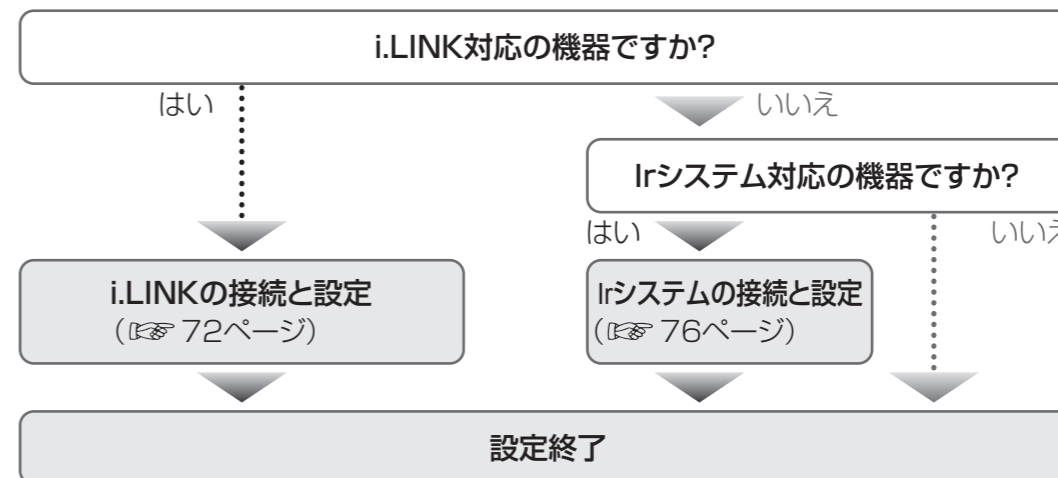 i.LINK対応の機器ですか?
はい
いいえ
Irシステム対応の機器ですか?
はい
いいえ
i.LINKの接続と設定
(☞ 72ページ)
Irシステムの接続と設定
(☞ 76ページ)
設定終了